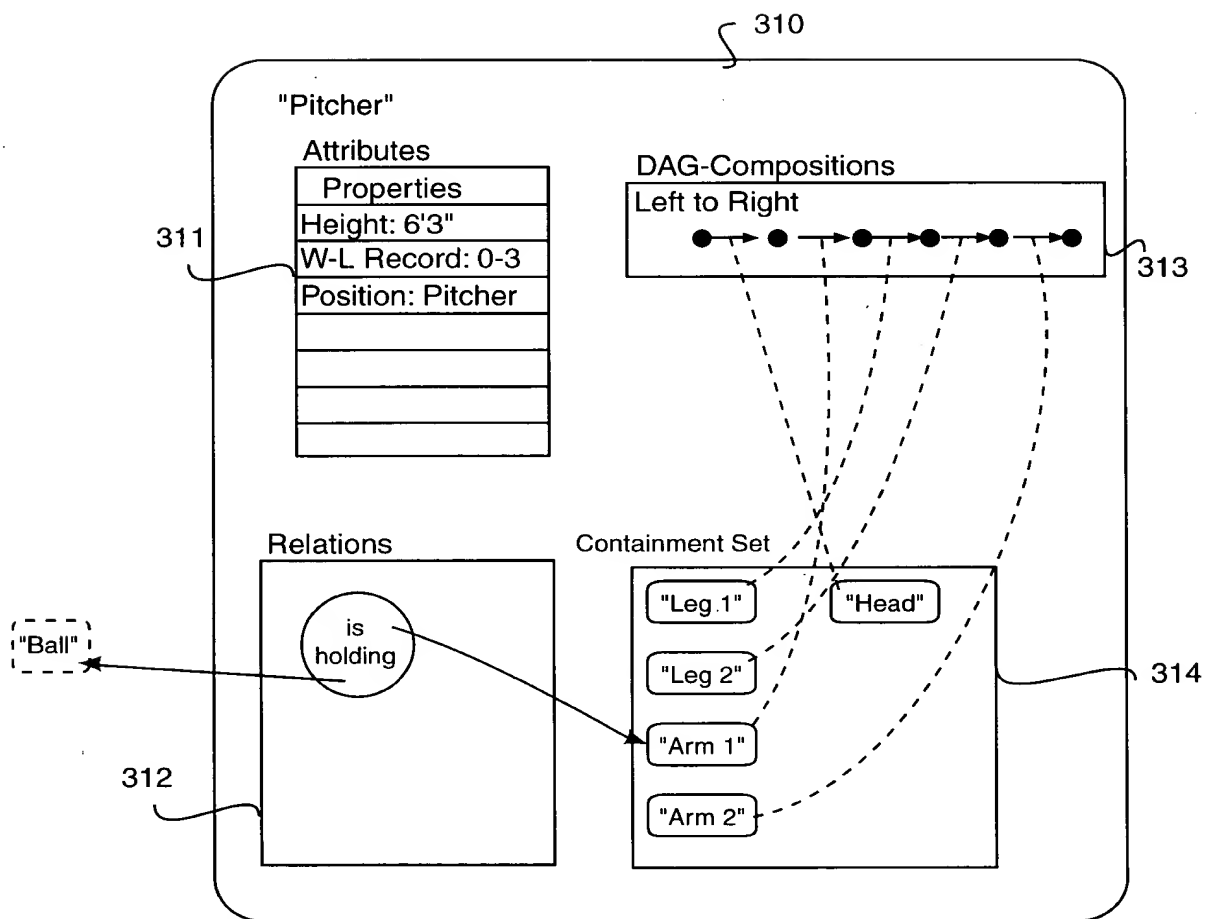 310
"Pitcher"
Attributes
Properties
Height: 6'3"
W-L Record: 0-3
Position: Pitcher
311
DAG-Compositions
Left to Right
313
Relations
is
holding
"Ball"
312
Containment Set
"Leg 1"
"Head"
"Leg 2"
"Arm 1"
"Arm 2"
314